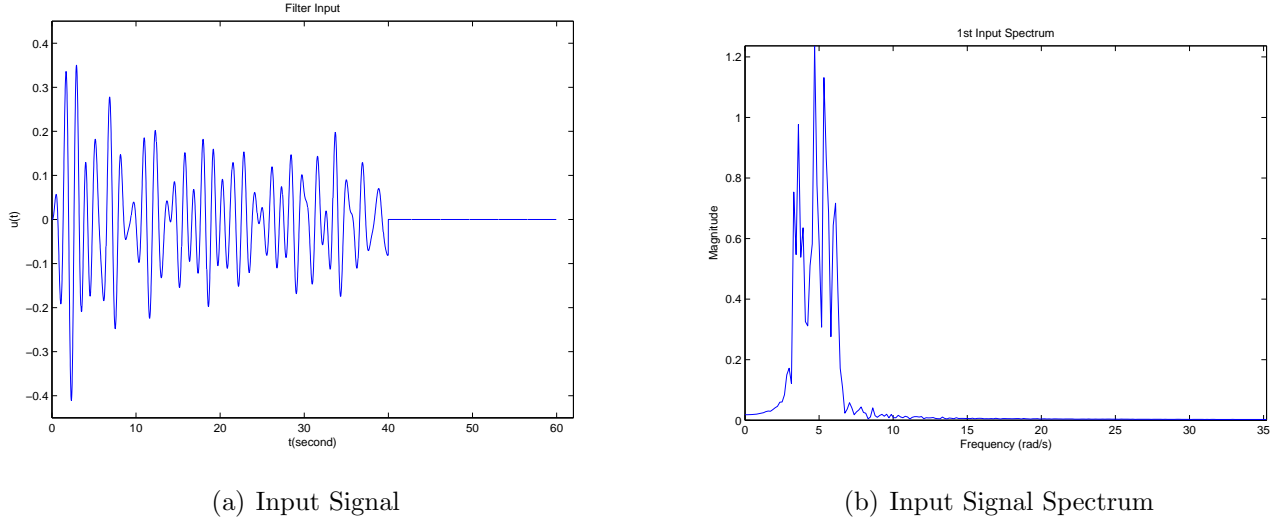 Filter Input
0.4
0.3
0.2
0.1
0
−0.1
−0.2
−0.3
−0.4
u(t)
0 10 20 30 40 50 60
t(second)
(a) Input Signal
1st Input Spectrum
1.2
1
0.8
0.6
0.4
0.2
0
Magnitude
0 5 10 15 20 25 30 35
Frequency (rad/s)
(b) Input Signal Spectrum